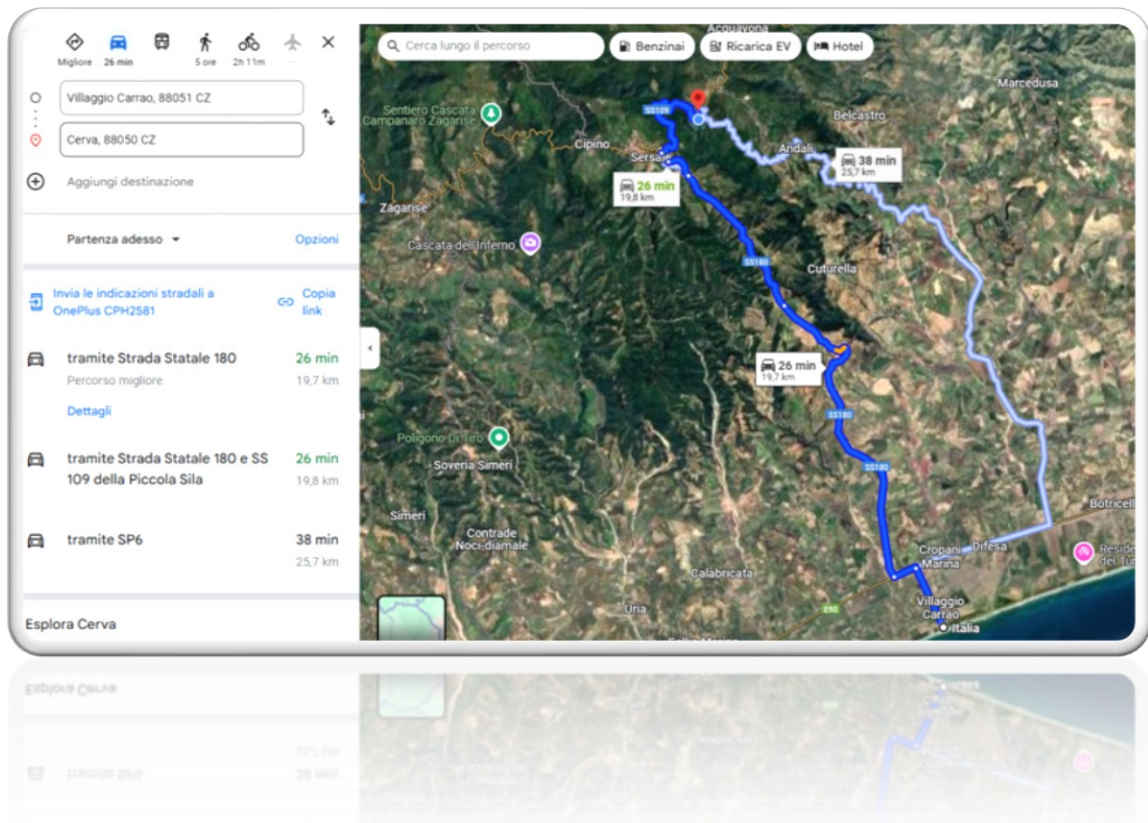 Migliore
26 min
5 ore
2h 11m
Villaggio Carrao, 88051 CZ
Cerva, 88050 CZ
Aggiungi destinazione
Partenza adesso
Opzioni
Invia le indicazioni stradali a
OnePlus CPH2581
Copia
link
tramite Strada Statale 180
26 min
Percorso migliore
19,7 km
Dettagli
tramite Strada Statale 180 e SS
109 della Piccola Sila
26 min
19,8 km
tramite SP6
38 min
25,7 km
Esplora Cerva
Cerca lungo il percorso
Benzinai
Ricarica EV
Hotel
Acquavona
Marcedusa
Sentiero Cascata
Campanaro Zagarise
SS109
Belcastro
Cipino
Andali
Sersale
38 min
25,7 km
26 min
19,8 km
Zagarise
Cascata dell'Inferno
SS180
Cuturella
26 min
19,7 km
SS180
Poligono Di Tiro
Soveria Simeri
SS180
Simeri
Botricell
Contrade
Noci-diamale
Cropani
Marina
Difesa
Reside
del Tur
Calabricata
Uria
E90
Villaggio
Carrao
Italia